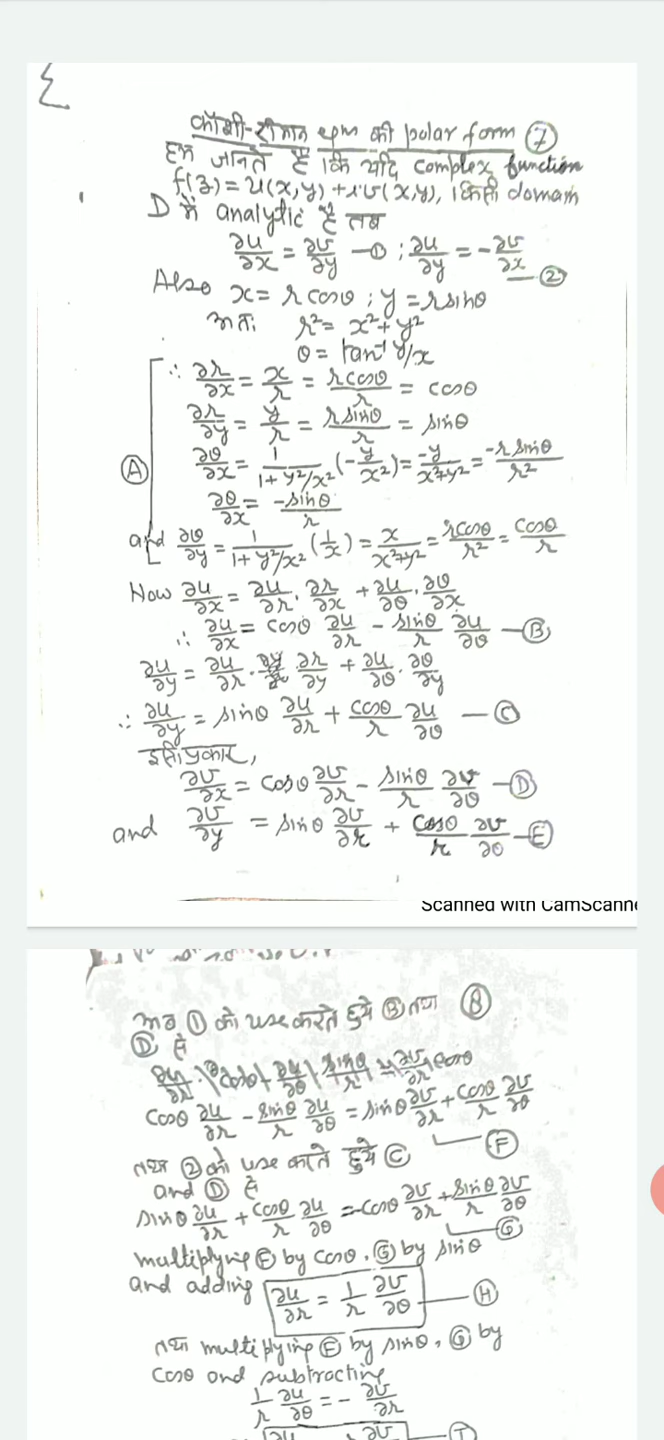 कॉशी-रीमान eqn की polar form ⑦
हम जानते हैं कि यदि complex function
f(z) = u(x,y) + iv(x,y), किसी domain
D में analytic है तब
∂u/∂x = ∂v/∂y —① ; ∂u/∂y = -∂v/∂x —②
Also x = r cosθ ; y = r sinθ
अतः r² = x² + y²
θ = tan⁻¹ y/x
∴ ∂r/∂x = x/r = r cosθ/r = cosθ
∂r/∂y = y/r = r sinθ/r = sinθ
Ⓐ ∂θ/∂x = 1/(1+y²/x²) (-y/x²) = -y/(x²+y²) = -r sinθ/r²
∂θ/∂x = -sinθ/r
and ∂θ/∂y = 1/(1+y²/x²) (1/x) = x/(x²+y²) = r cosθ/r² = cosθ/r
Now ∂u/∂x = ∂u/∂r . ∂r/∂x + ∂u/∂θ . ∂θ/∂x
∴ ∂u/∂x = cosθ ∂u/∂r - sinθ/r ∂u/∂θ —Ⓑ
∂u/∂y = ∂u/∂r . ∂r/∂y + ∂u/∂θ . ∂θ/∂y
∴ ∂u/∂y = sinθ ∂u/∂r + cosθ/r ∂u/∂θ —Ⓒ
इसी प्रकार,
∂v/∂x = cosθ ∂v/∂r - sinθ/r ∂v/∂θ —Ⓓ
and ∂v/∂y = sinθ ∂v/∂r + cosθ/r ∂v/∂θ —Ⓔ
Scanned with CamScanne
अब ① को use करते हुये Ⓑ तथा ⑧
Ⓓ से
cosθ ∂u/∂r - sinθ/r ∂u/∂θ = sinθ ∂v/∂r + cosθ/r ∂v/∂θ
—Ⓕ
तथा ② को use करते हुये Ⓒ
and Ⓓ से
sinθ ∂u/∂r + cosθ/r ∂u/∂θ = -cosθ ∂v/∂r + sinθ/r ∂v/∂θ
—Ⓖ
multiplying Ⓕ by cosθ, Ⓖ by sinθ
and adding ∂u/∂r = 1/r ∂v/∂θ —Ⓗ
तथा multiplying Ⓕ by sinθ, Ⓖ by
cosθ and subtracting
1/r ∂u/∂θ = - ∂v/∂r